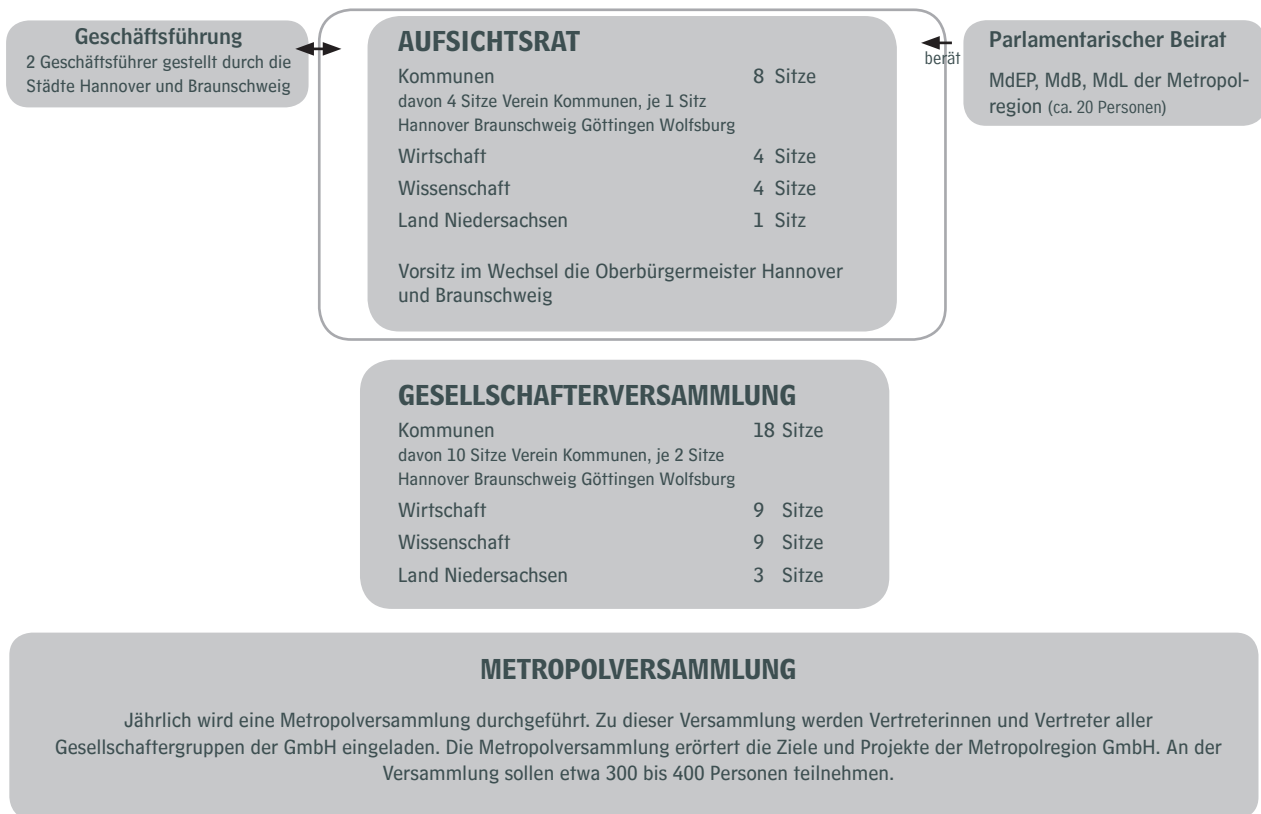 Geschäftsführung
2 Geschäftsführer gestellt durch die
Städte Hannover und Braunschweig
AUFSICHTSRAT
Kommunen 8 Sitze
davon 4 Sitze Verein Kommunen, je 1 Sitz
Hannover Braunschweig Göttingen Wolfsburg
Wirtschaft 4 Sitze
Wissenschaft 4 Sitze
Land Niedersachsen 1 Sitz
Vorsitz im Wechsel die Oberbürgermeister Hannover
und Braunschweig
berät
Parlamentarischer Beirat
MdEP, MdB, MdL der Metropol-
region (ca. 20 Personen)
GESELLSCHAFTERVERSAMMLUNG
Kommunen 18 Sitze
davon 10 Sitze Verein Kommunen, je 2 Sitze
Hannover Braunschweig Göttingen Wolfsburg
Wirtschaft 9 Sitze
Wissenschaft 9 Sitze
Land Niedersachsen 3 Sitze
METROPOLVERSAMMLUNG
Jährlich wird eine Metropolversammlung durchgeführt. Zu dieser Versammlung werden Vertreterinnen und Vertreter aller
Gesellschaftergruppen der GmbH eingeladen. Die Metropolversammlung erörtert die Ziele und Projekte der Metropolregion GmbH. An der
Versammlung sollen etwa 300 bis 400 Personen teilnehmen.